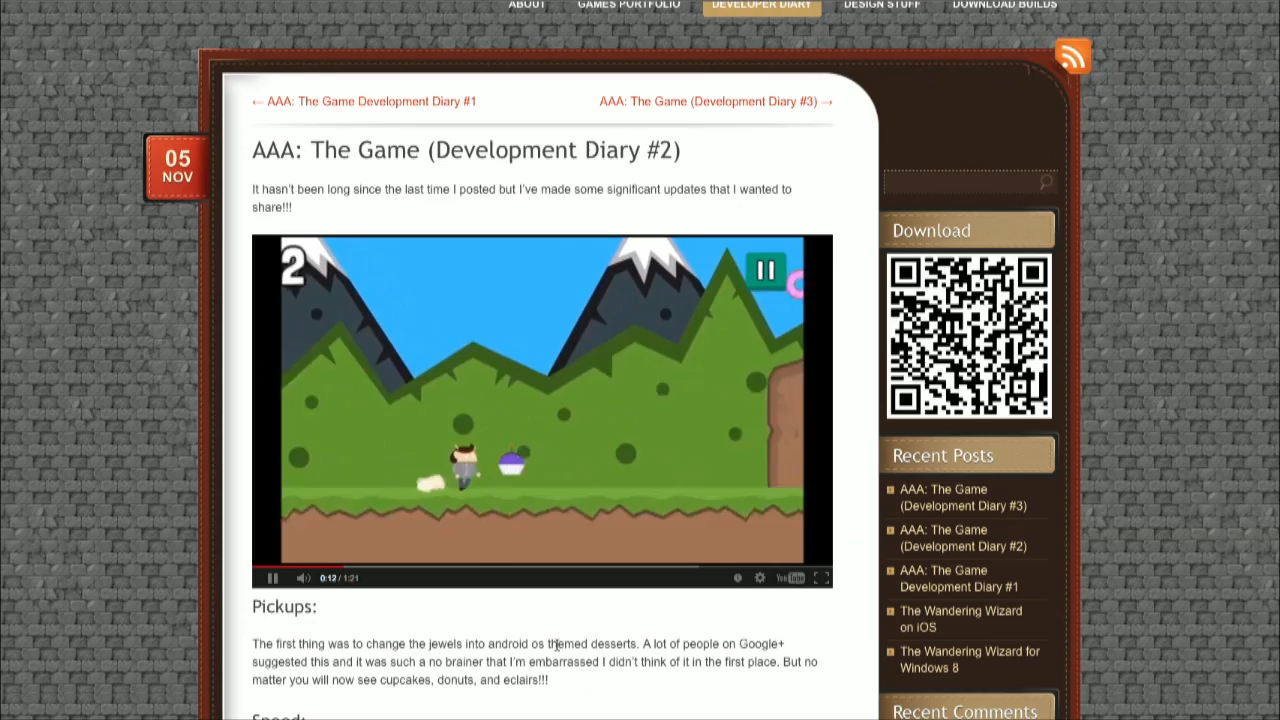 ABOUT
GAMES PORTFOLIO
DEVELOPER DIARY
DESIGN STUFF
DOWNLOAD BUILDS
← AAA: The Game Development Diary #1
AAA: The Game (Development Diary #3) →
05
NOV
AAA: The Game (Development Diary #2)
It hasn't been long since the last time I posted but I've made some significant updates that I wanted to
share!!!
2
0:12 / 1:21
YouTube
Pickups:
The first thing was to change the jewels into android os themed desserts. A lot of people on Google+
suggested this and it was such a no brainer that I'm embarrassed I didn't think of it in the first place. But no
matter you will now see cupcakes, donuts, and eclairs!!!
Speed:
Download
Recent Posts
AAA: The Game
(Development Diary #3)
AAA: The Game
(Development Diary #2)
AAA: The Game
Development Diary #1
The Wandering Wizard
on iOS
The Wandering Wizard for
Windows 8
Recent Comments